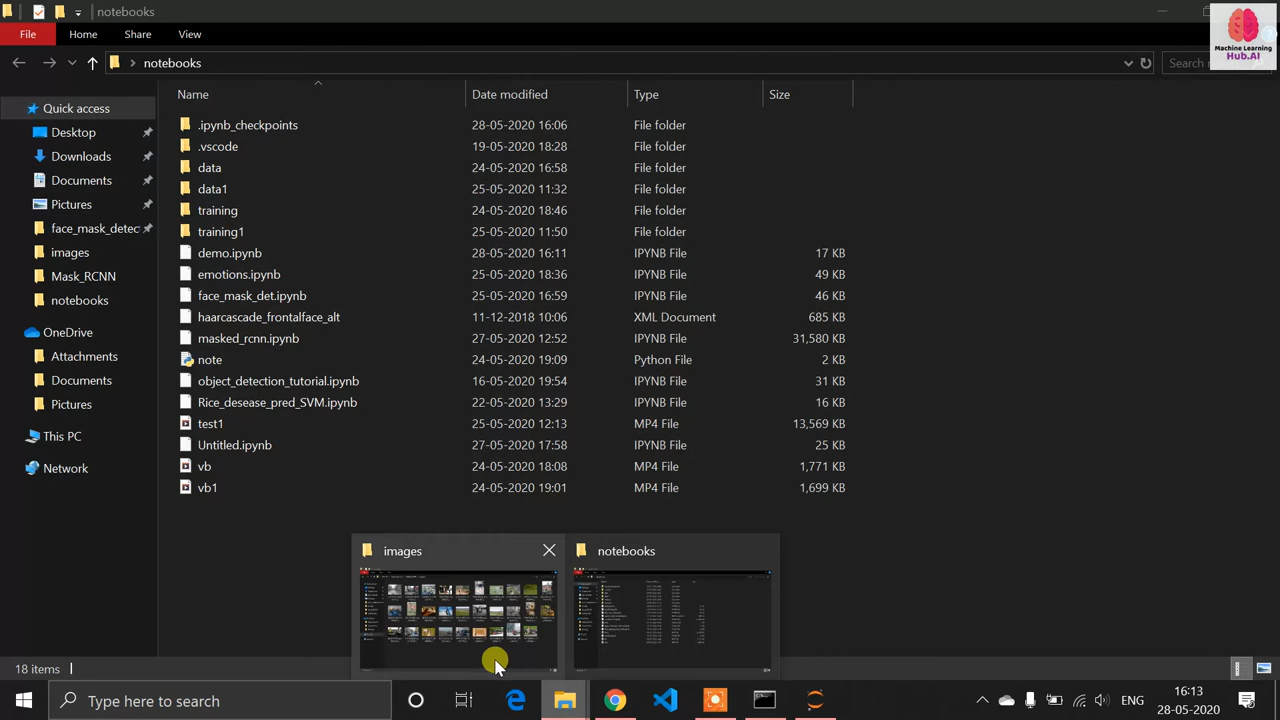 notebooks
File Home Share View
notebooks
Search n
Machine Learning
Hub.AI
Name Date modified Type Size
Quick access
Desktop
Downloads
Documents
Pictures
face_mask_detec
images
Mask_RCNN
notebooks
OneDrive
Attachments
Documents
Pictures
This PC
Network
.ipynb_checkpoints 28-05-2020 16:06 File folder
.vscode 19-05-2020 18:28 File folder
data 24-05-2020 16:58 File folder
data1 25-05-2020 11:32 File folder
training 24-05-2020 18:46 File folder
training1 25-05-2020 11:50 File folder
demo.ipynb 28-05-2020 16:11 IPYNB File 17 KB
emotions.ipynb 25-05-2020 18:36 IPYNB File 49 KB
face_mask_det.ipynb 25-05-2020 16:59 IPYNB File 46 KB
haarcascade_frontalface_alt 11-12-2018 10:06 XML Document 685 KB
masked_rcnn.ipynb 27-05-2020 12:52 IPYNB File 31,580 KB
note 24-05-2020 19:09 Python File 2 KB
object_detection_tutorial.ipynb 16-05-2020 19:54 IPYNB File 31 KB
Rice_desease_pred_SVM.ipynb 22-05-2020 13:29 IPYNB File 16 KB
test1 25-05-2020 12:13 MP4 File 13,569 KB
Untitled.ipynb 27-05-2020 17:58 IPYNB File 25 KB
vb 24-05-2020 18:08 MP4 File 1,771 KB
vb1 24-05-2020 19:01 MP4 File 1,699 KB
images
notebooks
18 items
Type here to search
ENG
16:13
28-05-2020